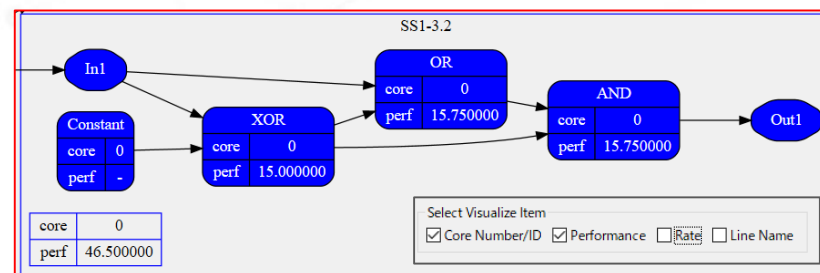 SS1-3.2
In1
OR
core 0
perf 15.750000
AND
core 0
perf 15.750000
Out1
Constant
core 0
perf -
XOR
core 0
perf 15.000000
core 0
perf 46.500000
Select Visualize Item
Core Number/ID Performance Rate Line Name